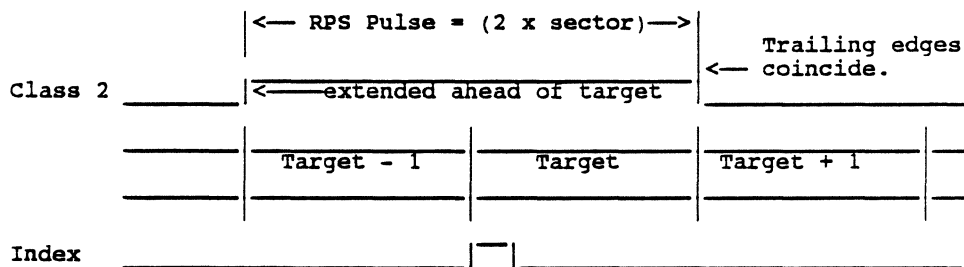 <— RPS Pulse = (2 x sector)—>
Trailing edges
<— coincide.
Class 2
<——extended ahead of target
Target - 1 Target Target + 1
Index